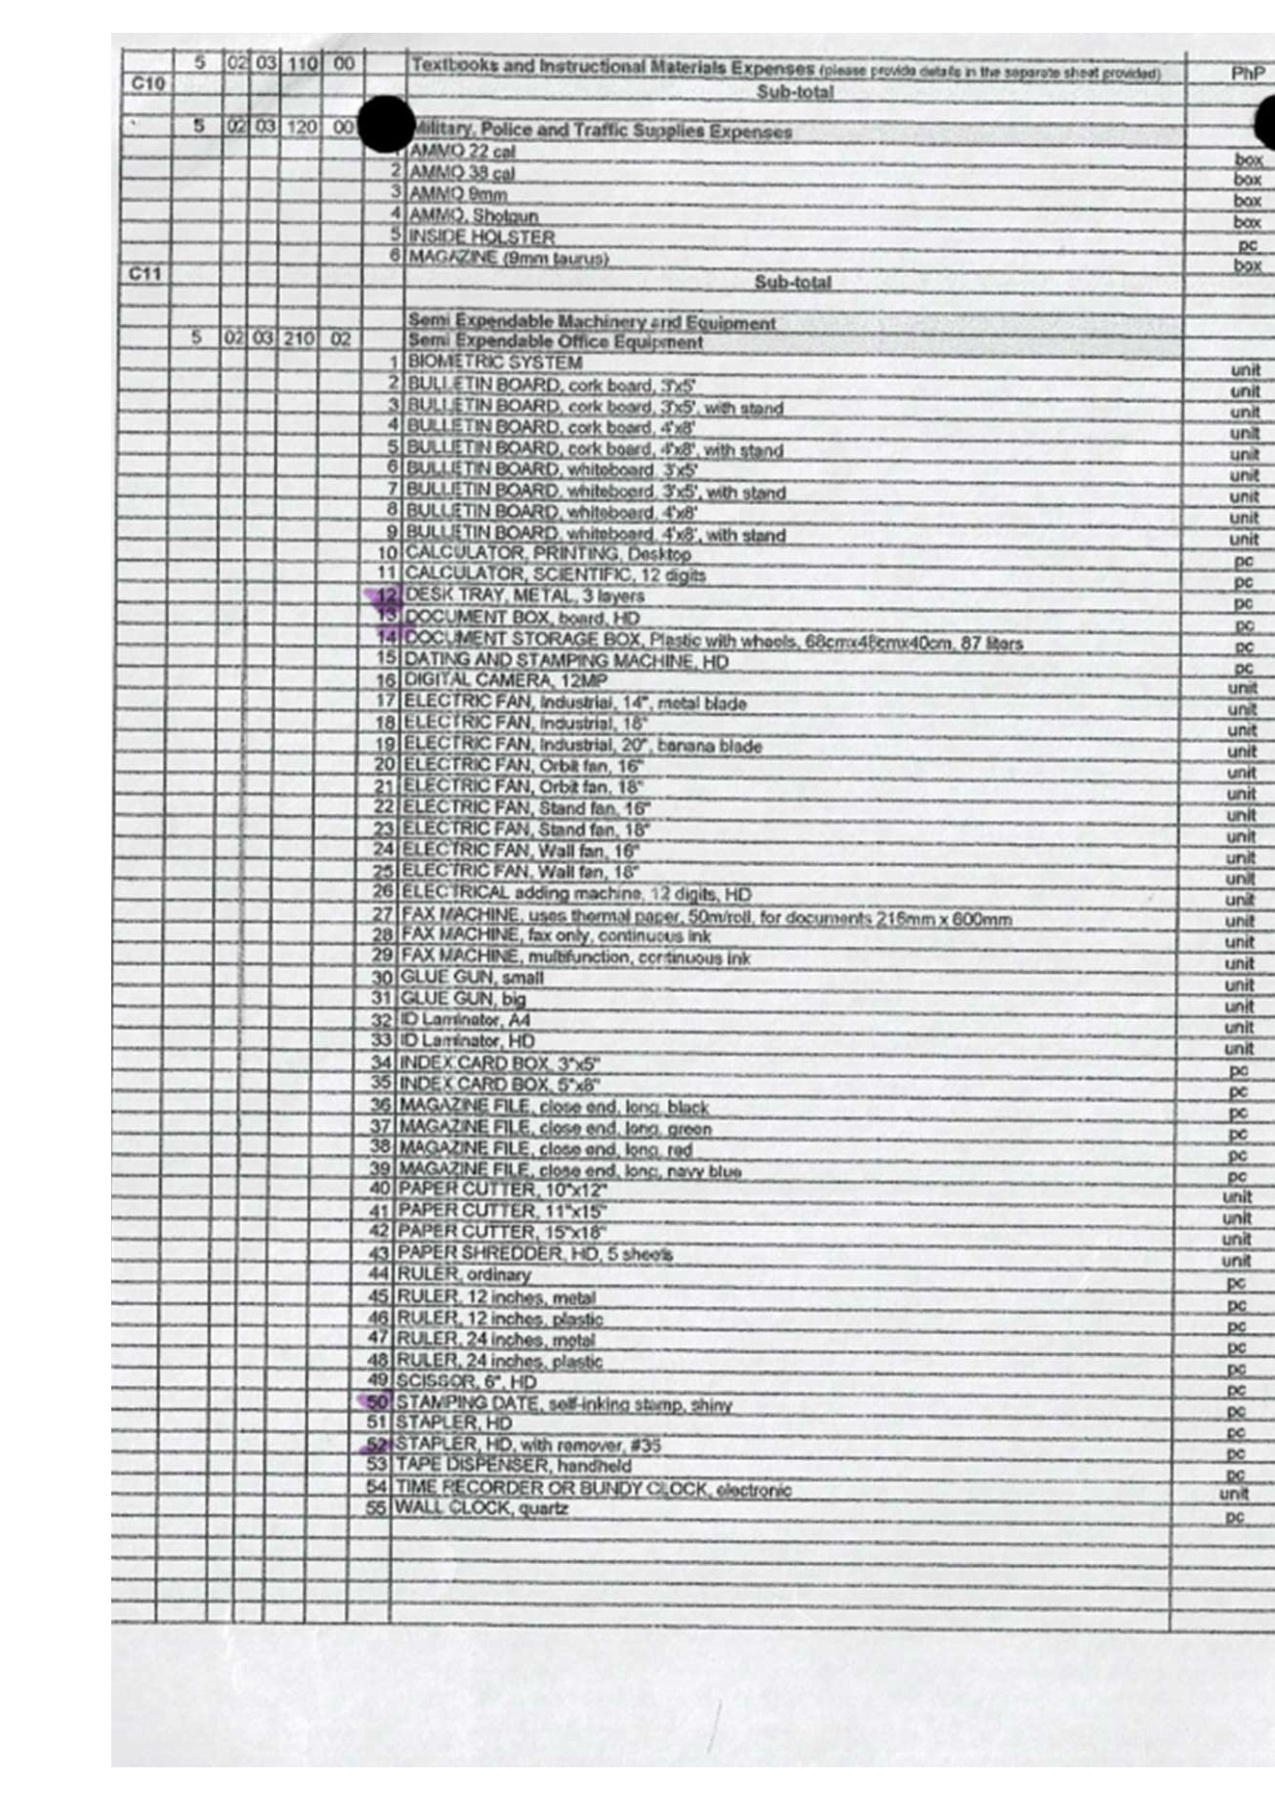 5 02 03 110 00 Textbooks and Instructional Materials Expenses (please provide details in the separate sheet provided) PhP
C10 Sub-total
5 02 03 120 00 Military, Police and Traffic Supplies Expenses
1 AMMO 22 cal box
2 AMMO 38 cal box
3 AMMO 9mm box
4 AMMO, Shotgun box
5 INSIDE HOLSTER pc
6 MAGAZINE (9mm taurus) box
C11 Sub-total
Semi Expendable Machinery and Equipment
5 02 03 210 02 Semi Expendable Office Equipment
1 BIOMETRIC SYSTEM unit
2 BULLETIN BOARD, cork board, 3'x5' unit
3 BULLETIN BOARD, cork board, 3'x5', with stand unit
4 BULLETIN BOARD, cork board, 4'x8' unit
5 BULLETIN BOARD, cork board, 4'x8', with stand unit
6 BULLETIN BOARD, whiteboard, 3'x5' unit
7 BULLETIN BOARD, whiteboard, 3'x5', with stand unit
8 BULLETIN BOARD, whiteboard, 4'x8' unit
9 BULLETIN BOARD, whiteboard, 4'x8', with stand unit
10 CALCULATOR, PRINTING, Desktop pc
11 CALCULATOR, SCIENTIFIC, 12 digits pc
12 DESK TRAY, METAL, 3 layers pc
13 DOCUMENT BOX, board, HD pc
14 DOCUMENT STORAGE BOX, Plastic with wheels, 68cmx48cmx40cm, 87 liters pc
15 DATING AND STAMPING MACHINE, HD pc
16 DIGITAL CAMERA, 12MP unit
17 ELECTRIC FAN, Industrial, 14", metal blade unit
18 ELECTRIC FAN, Industrial, 18" unit
19 ELECTRIC FAN, Industrial, 20", banana blade unit
20 ELECTRIC FAN, Orbit fan, 16" unit
21 ELECTRIC FAN, Orbit fan, 18" unit
22 ELECTRIC FAN, Stand fan, 16" unit
23 ELECTRIC FAN, Stand fan, 18" unit
24 ELECTRIC FAN, Wall fan, 16" unit
25 ELECTRIC FAN, Wall fan, 18" unit
26 ELECTRICAL adding machine, 12 digits, HD unit
27 FAX MACHINE, uses thermal paper, 50m/roll, for documents 216mm x 600mm unit
28 FAX MACHINE, fax only, continuous ink unit
29 FAX MACHINE, multifunction, continuous ink unit
30 GLUE GUN, small unit
31 GLUE GUN, big unit
32 ID Laminator, A4 unit
33 ID Laminator, HD unit
34 INDEX CARD BOX, 3"x5" pc
35 INDEX CARD BOX, 5"x8" pc
36 MAGAZINE FILE, close end, long, black pc
37 MAGAZINE FILE, close end, long, green pc
38 MAGAZINE FILE, close end, long, red pc
39 MAGAZINE FILE, close end, long, navy blue pc
40 PAPER CUTTER, 10"x12" unit
41 PAPER CUTTER, 11"x15" unit
42 PAPER CUTTER, 15"x18" unit
43 PAPER SHREDDER, HD, 5 sheets unit
44 RULER, ordinary pc
45 RULER, 12 inches, metal pc
46 RULER, 12 inches, plastic pc
47 RULER, 24 inches, metal pc
48 RULER, 24 inches, plastic pc
49 SCISSOR, 6", HD pc
50 STAMPING DATE, self-inking stamp, shiny pc
51 STAPLER, HD pc
52 STAPLER, HD, with remover, #35 pc
53 TAPE DISPENSER, handheld pc
54 TIME RECORDER OR BUNDY CLOCK, electronic unit
55 WALL CLOCK, quartz pc